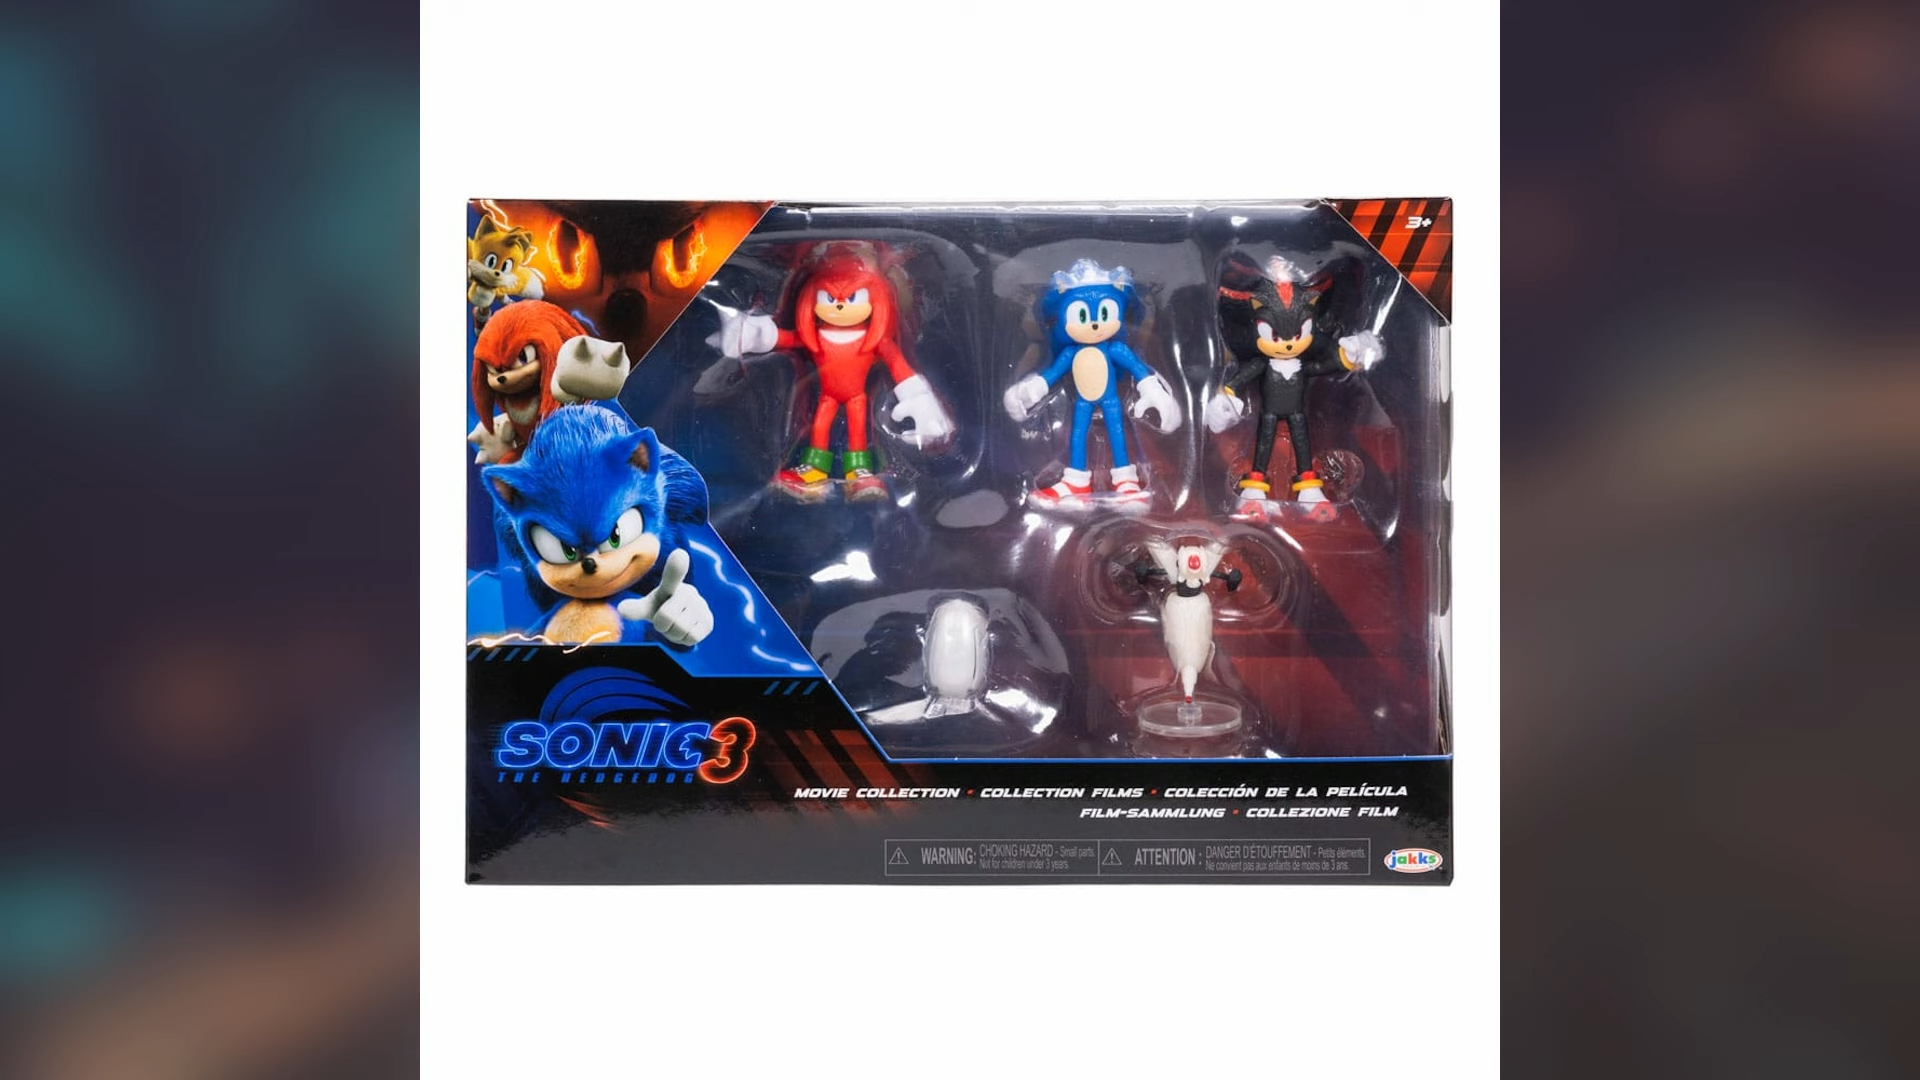 3+
SONIC 3
THE HEDGEHOG
MOVIE COLLECTION • COLLECTION FILMS • COLECCIÓN DE LA PELÍCULA
FILM-SAMMLUNG • COLLEZIONE FILM
WARNING: CHOKING HAZARD - Small parts.
Not for children under 3 years.
ATTENTION : DANGER D'ÉTOUFFEMENT - Petits éléments.
Ne convient pas aux enfants de moins de 3 ans.
jakks